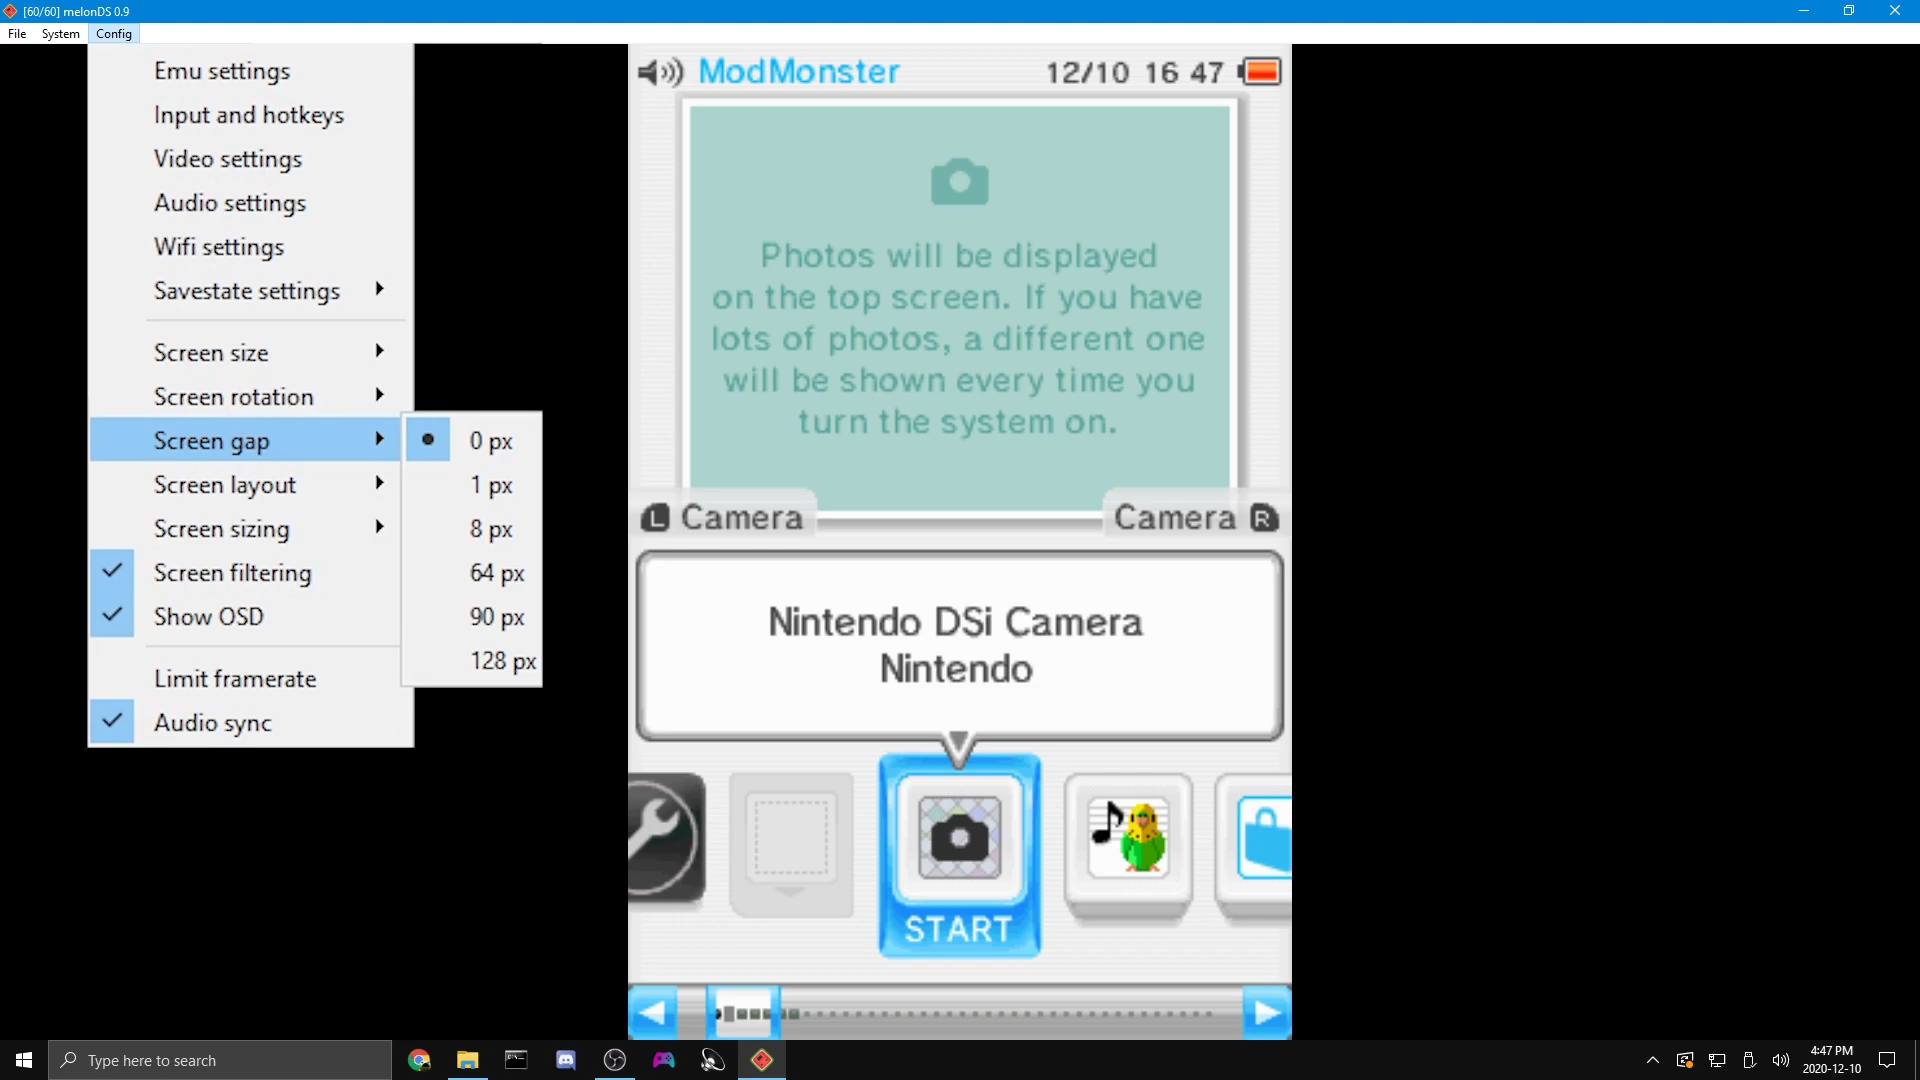 [60/60] melonDS 0.9
File System Config
Emu settings
Input and hotkeys
Video settings
Audio settings
Wifi settings
Savestate settings
Screen size
Screen rotation
Screen gap
Screen layout
Screen sizing
Screen filtering
Show OSD
Limit framerate
Audio sync
0 px
1 px
8 px
64 px
90 px
128 px
ModMonster 12/10 16 47
Photos will be displayed
on the top screen. If you have
lots of photos, a different one
will be shown every time you
turn the system on.
L Camera Camera R
Nintendo DSi Camera
Nintendo
START
Type here to search
4:47 PM
2020-12-10